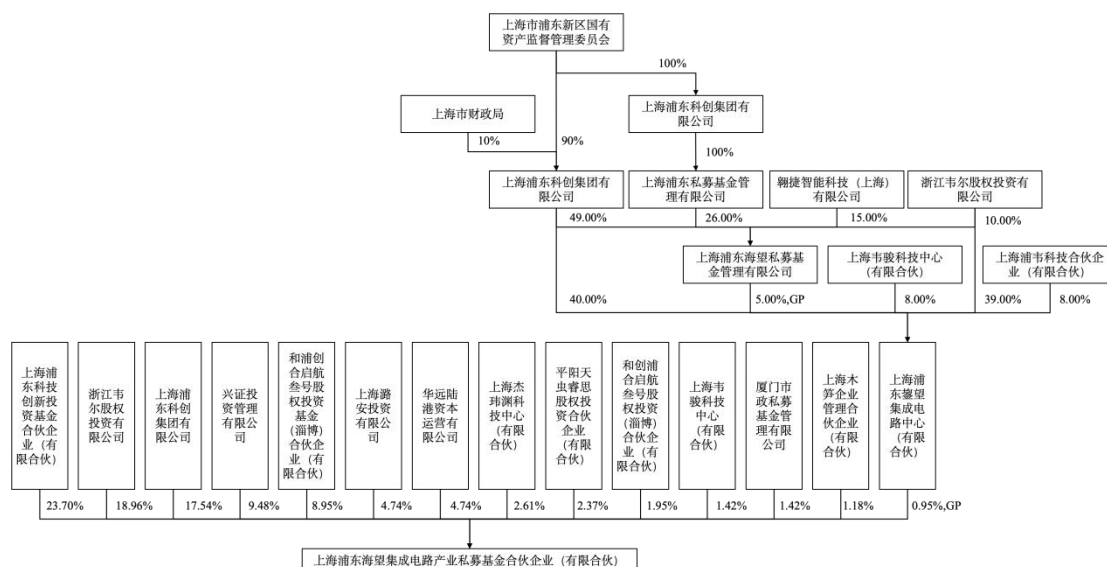 上海市浦东新区国有
资产监督管理委员会
100%
上海市财政局
上海浦东科创集团有
限公司
10%
90%
100%
上海浦东科创集团有
限公司
上海浦东私募基金管
理有限公司
翱捷智能科技（上海）
有限公司
浙江韦尔股权投资有限
公司
49.00%
26.00%
15.00%
10.00%
上海浦东海望私募基
金管理有限公司
上海韦骏科技中心
（有限合伙）
上海浦韦科技合伙企
业（有限合伙）
40.00%
5.00%,GP
8.00%
39.00%
8.00%
上海浦
东科技
创新投
资基金
合伙企
业（有
限合伙）
浙江韦
尔股权
投资有
限公司
上海浦
东科创
集团有
限公司
兴证投
资管理
有限公
司
和浦创
合启航
叁号股
权投资
基金
（淄博）
合伙企
业（有
限合伙）
上海潞
安投资
有限公
司
华远陆
港资本
运营有
限公司
上海杰
玮渊科
技中心
（有限
合伙）
平阳天
虫睿思
股权投
资合伙
企业
（有限
合伙）
和创浦
合启航
叁号股
权投资
（淄博）
合伙企
业（有
限合伙）
上海韦
骏科技
中心
（有限
合伙）
厦门市
政私募
基金管
理有限
公司
上海木
笋企业
管理合
伙企业
（有限
合伙）
上海浦
东望
集成电
路中心
（有限
合伙）
23.70%
18.96%
17.54%
9.48%
8.95%
4.74%
4.74%
2.61%
2.37%
1.95%
1.42%
1.42%
1.18%
0.95%,GP
上海浦东海望集成电路产业私募基金合伙企业（有限合伙）